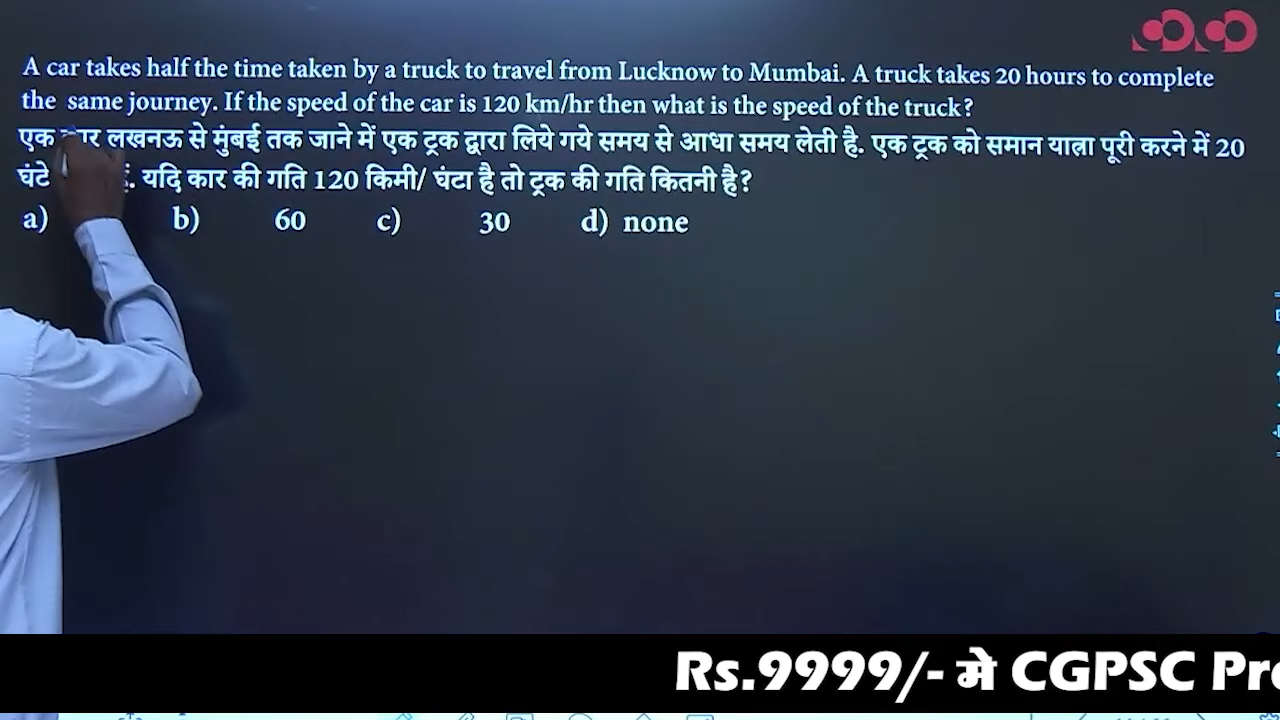 A car takes half the time taken by a truck to travel from Lucknow to Mumbai. A truck takes 20 hours to complete
the same journey. If the speed of the car is 120 km/hr then what is the speed of the truck?
एक लखनऊ से मुंबई तक जाने में एक ट्रक द्वारा लिये गये समय से आधा समय लेती है. एक ट्रक को समान यात्रा पूरी करने में 20
घंटे यदि कार की गति 120 किमी/ घंटा है तो ट्रक की गति कितनी है?
a) b) 60 c) 30 d) none
Rs.9999/- मे CGPSC